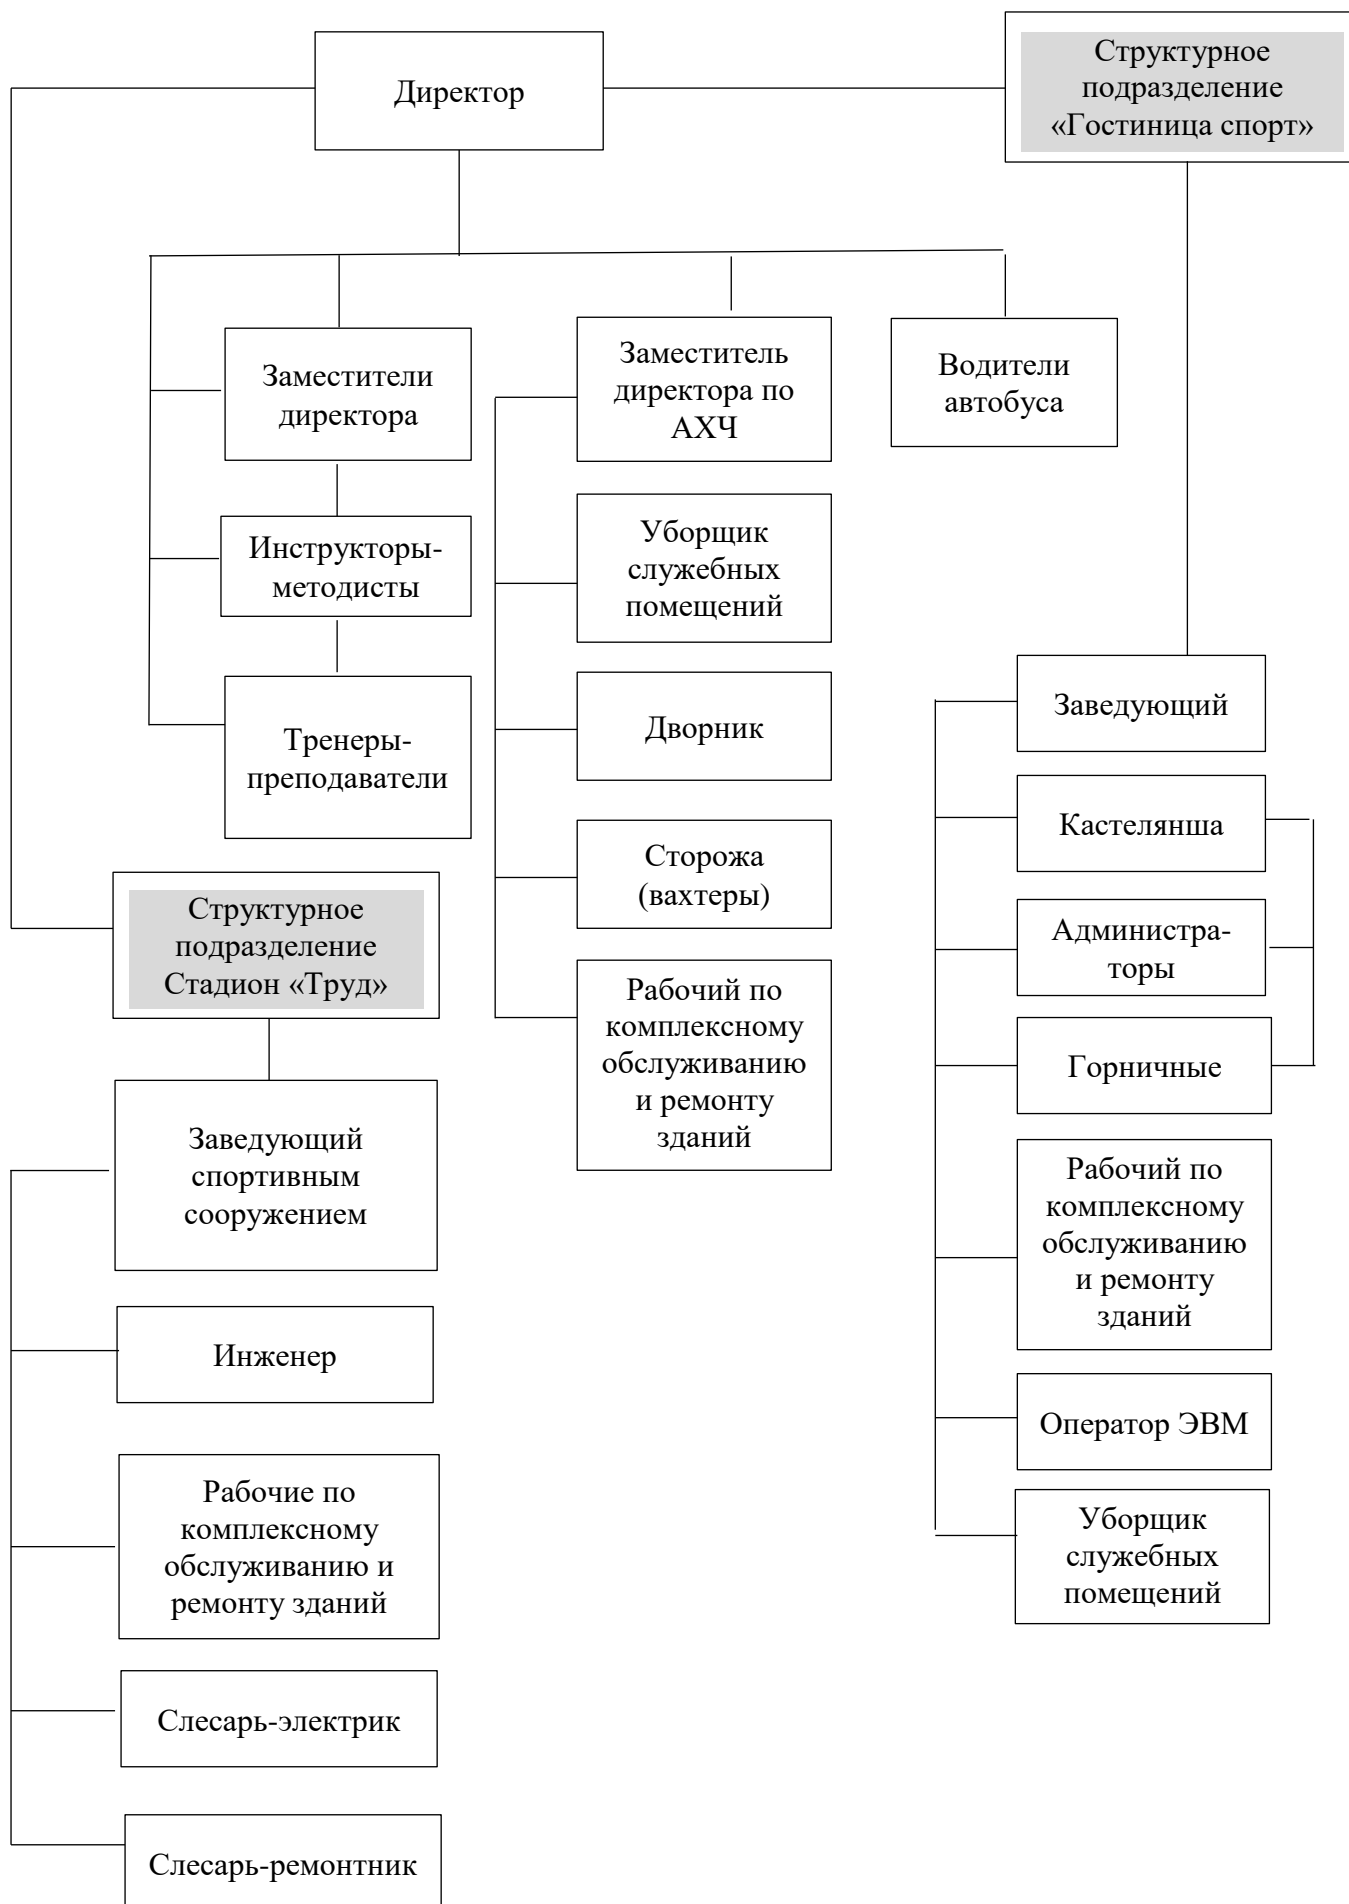 Директор
Структурное
подразделение
«Гостиница спорт»
Заместители
директора
Инструкторы-
методисты
Тренеры-
преподаватели
Заместитель
директора по
АХЧ
Уборщик
служебных
помещений
Дворник
Сторожа
(вахтеры)
Рабочий по
комплексному
обслуживанию
и ремонту
зданий
Водители
автобуса
Заведующий
Кастелянша
Администра-
торы
Горничные
Рабочий по
комплексному
обслуживанию
и ремонту
зданий
Оператор ЭВМ
Уборщик
служебных
помещений
Структурное
подразделение
Стадион «Труд»
Заведующий
спортивным
сооружением
Инженер
Рабочие по
комплексному
обслуживанию и
ремонту зданий
Слесарь-электрик
Слесарь-ремонтник